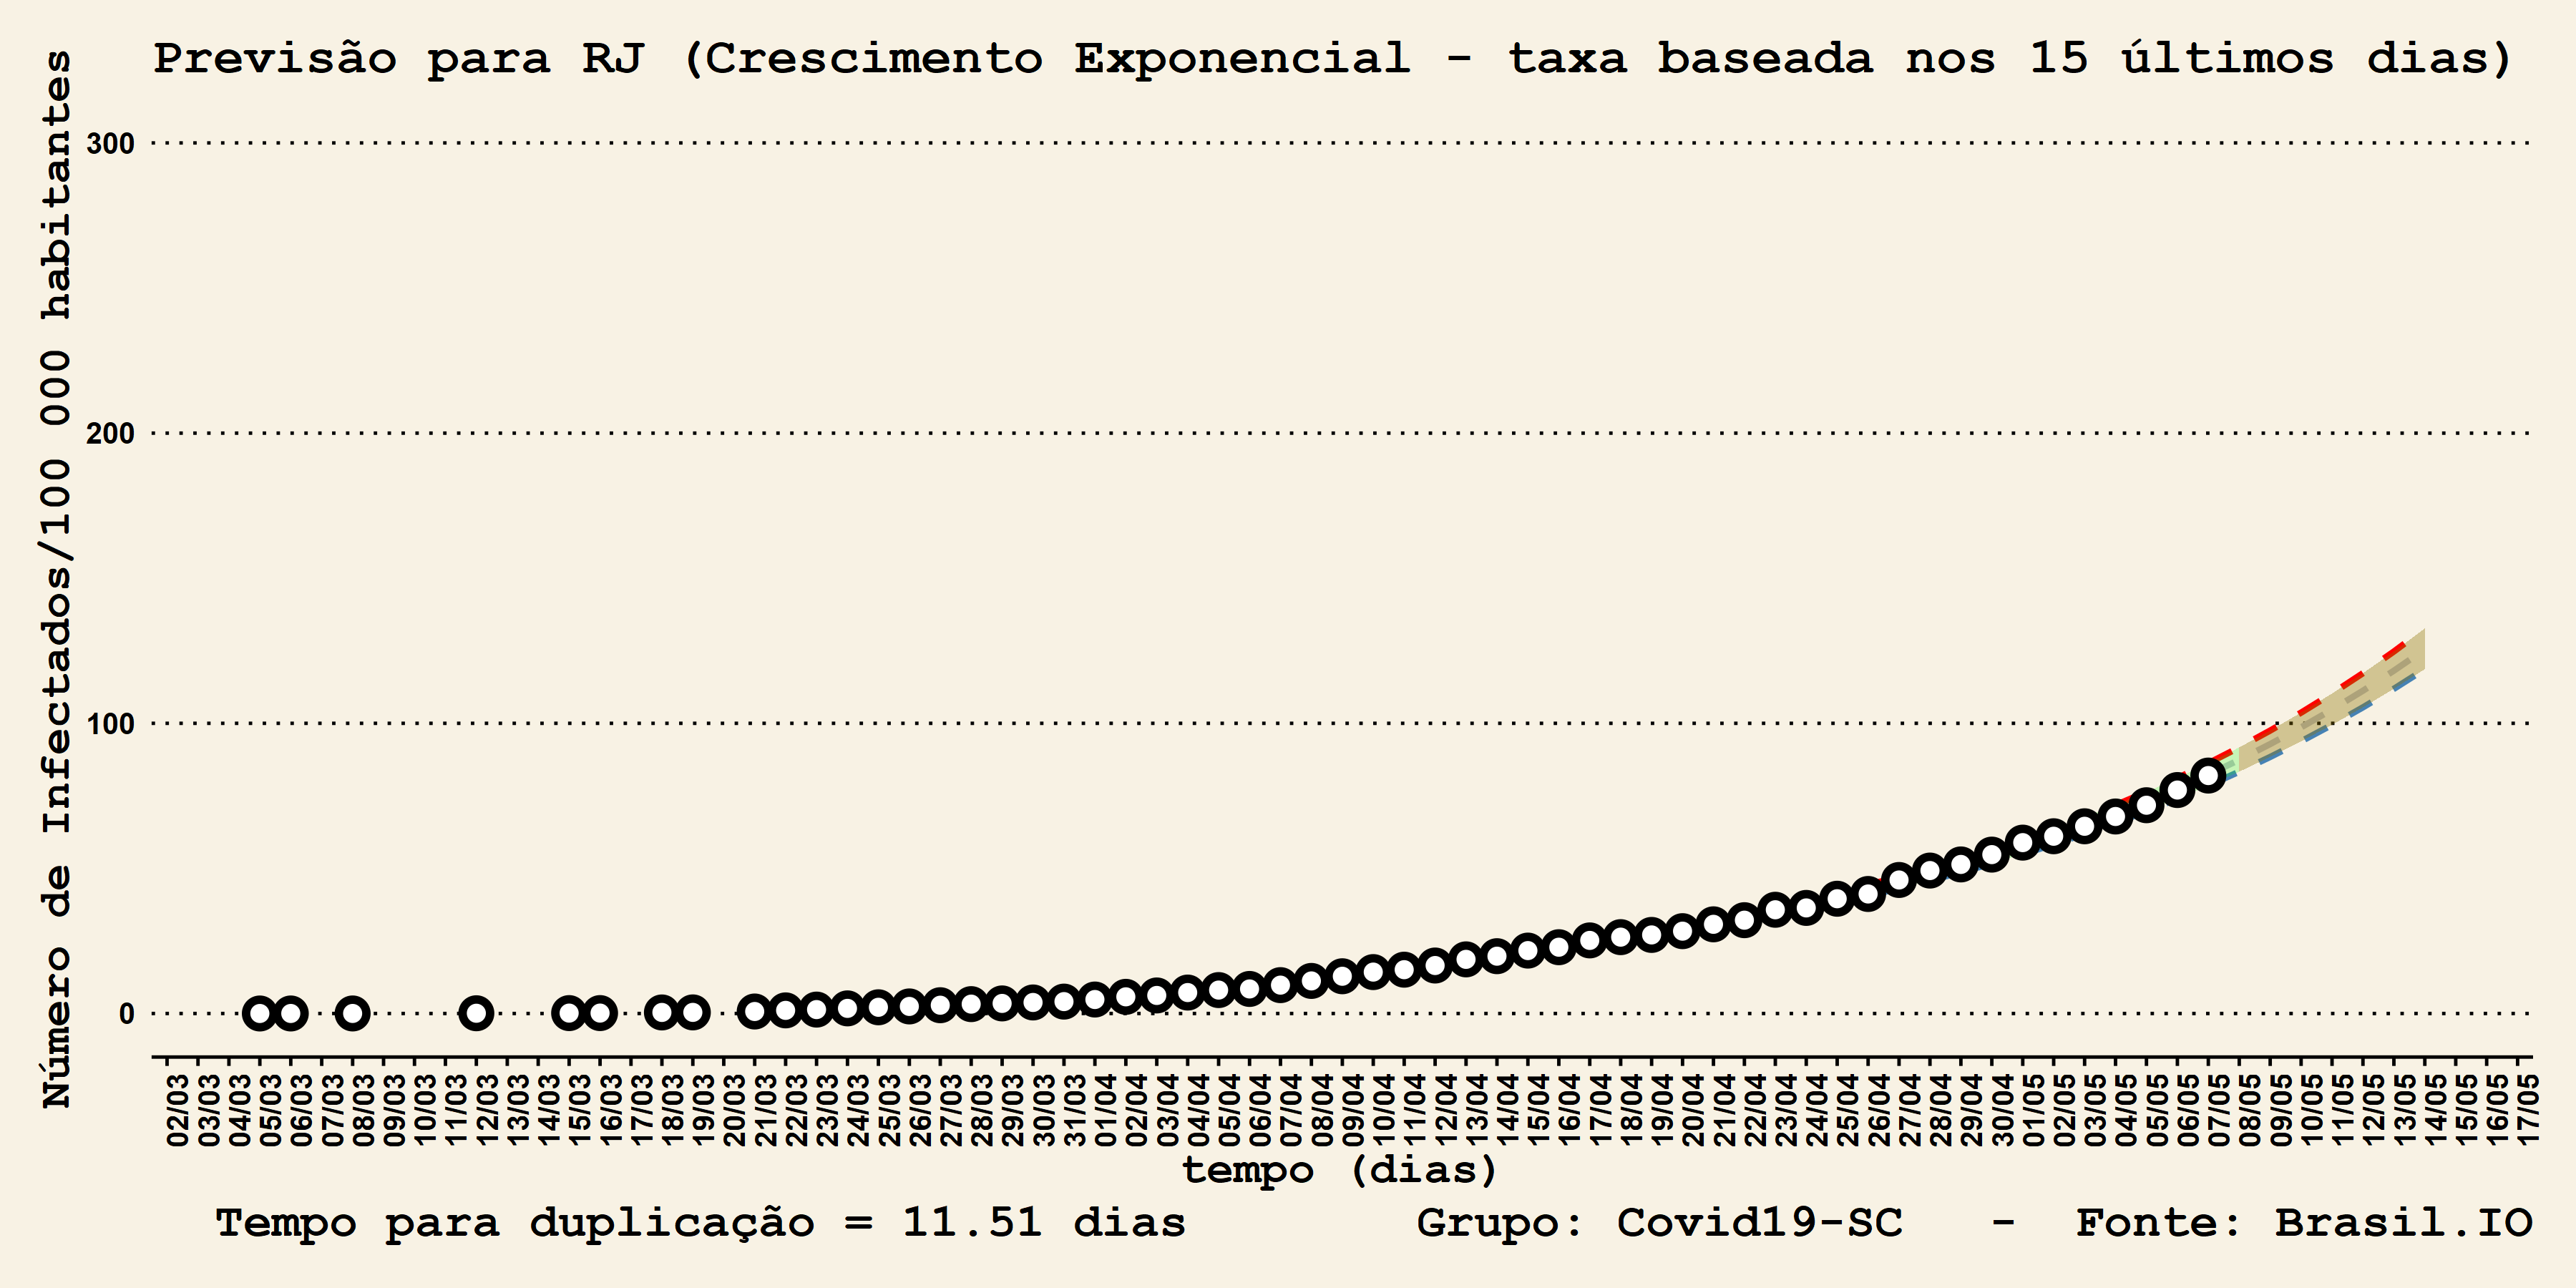 Previsão para RJ (Crescimento Exponencial - taxa baseada nos 15 últimos dias)
Número de Infectados/100 000 habitantes
300
200
100
0
02/03 03/03 04/03 05/03 06/03 07/03 08/03 09/03 10/03 11/03 12/03 13/03 14/03 15/03 16/03 17/03 18/03 19/03 20/03 21/03 22/03 23/03 24/03 25/03 26/03 27/03 28/03 29/03 30/03 31/03 01/04 02/04 03/04 04/04 05/04 06/04 07/04 08/04 09/04 10/04 11/04 12/04 13/04 14/04 15/04 16/04 17/04 18/04 19/04 20/04 21/04 22/04 23/04 24/04 25/04 26/04 27/04 28/04 29/04 30/04 01/05 02/05 03/05 04/05 05/05 06/05 07/05 08/05 09/05 10/05 11/05 12/05 13/05 14/05 15/05 16/05 17/05
tempo (dias)
Tempo para duplicação = 11.51 dias Grupo: Covid19-SC - Fonte: Brasil.IO